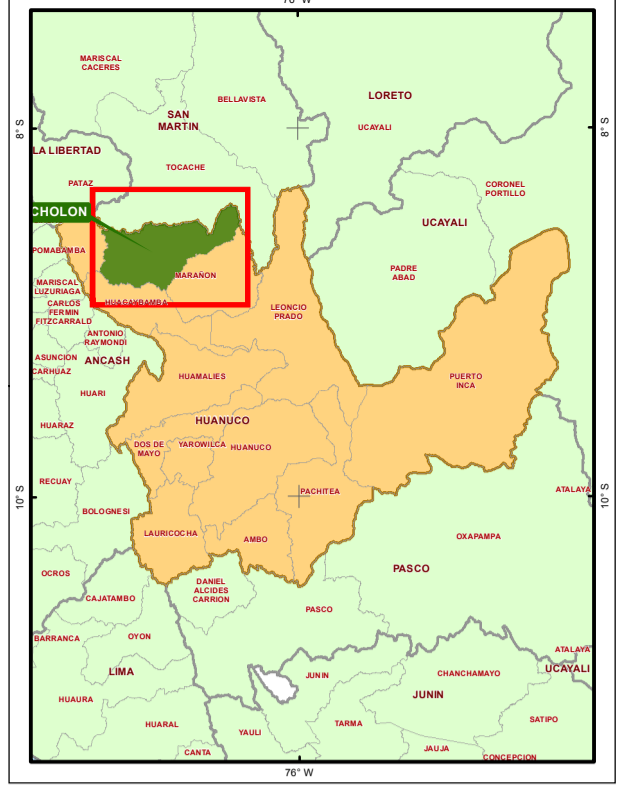 76° W
MARISCAL
CACERES
BELLAVISTA
LORETO
SAN
MARTIN
UCAYALI
8° S
8° S
LA LIBERTAD
TOCACHE
PATAZ
CORONEL
PORTILLO
CHOLON
UCAYALI
POMABAMBA
MARAÑON
PADRE
ABAD
MARISCAL
LUZURIAGA
HUACAYBAMBA
CARLOS
FERMIN
FITZCARRALD
LEONCIO
PRADO
ANTONIO
RAYMONDI
ASUNCION
ANCASH
CARHUAZ
HUAMALIES
PUERTO
INCA
HUARI
HUANUCO
HUARAZ
DOS DE
MAYO
YAROWILCA
HUANUCO
RECUAY
PACHITEA
ATALAYA
10° S
10° S
BOLOGNESI
LAURICOCHA
AMBO
OXAPAMPA
PASCO
OCROS
DANIEL
ALCIDES
CARRION
CAJATAMBO
PASCO
BARRANCA
OYON
ATALAYA
UCAYALI
LIMA
JUNIN
CHANCHAMAYO
JUNIN
HUAURA
SATIPO
HUARAL
YAULI
TARMA
CANTA
JAUJA
CONCEPCION
76° W